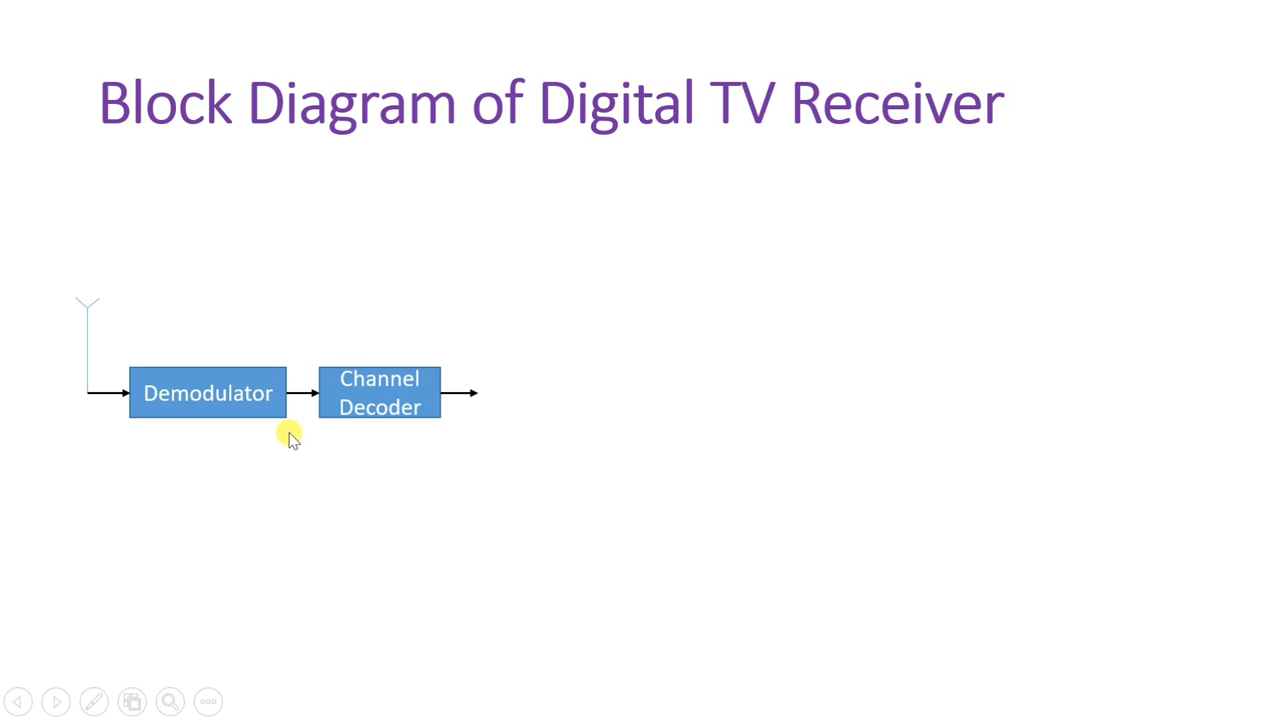 Block Diagram of Digital TV Receiver
Demodulator
Channel
Decoder